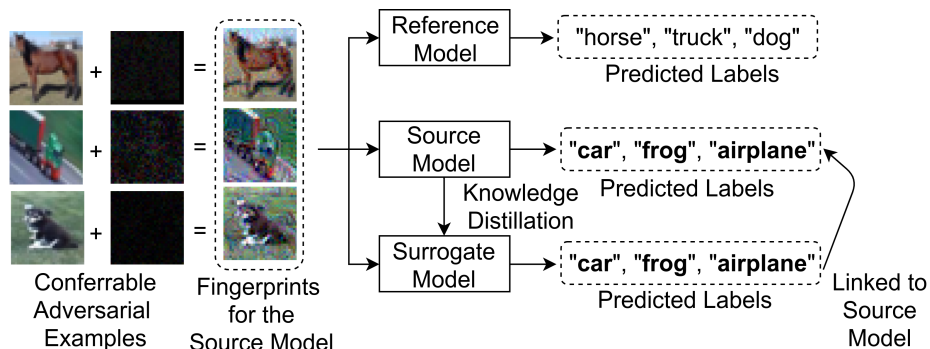 +
=
+
=
+
=
Conferrable
Adversarial
Examples
Fingerprints
for the
Source Model
Reference
Model
"horse", "truck", "dog"
Predicted Labels
Source
Model
"car", "frog", "airplane"
Predicted Labels
Knowledge
Distillation
Surrogate
Model
"car", "frog", "airplane"
Predicted Labels
Linked to
Source
Model